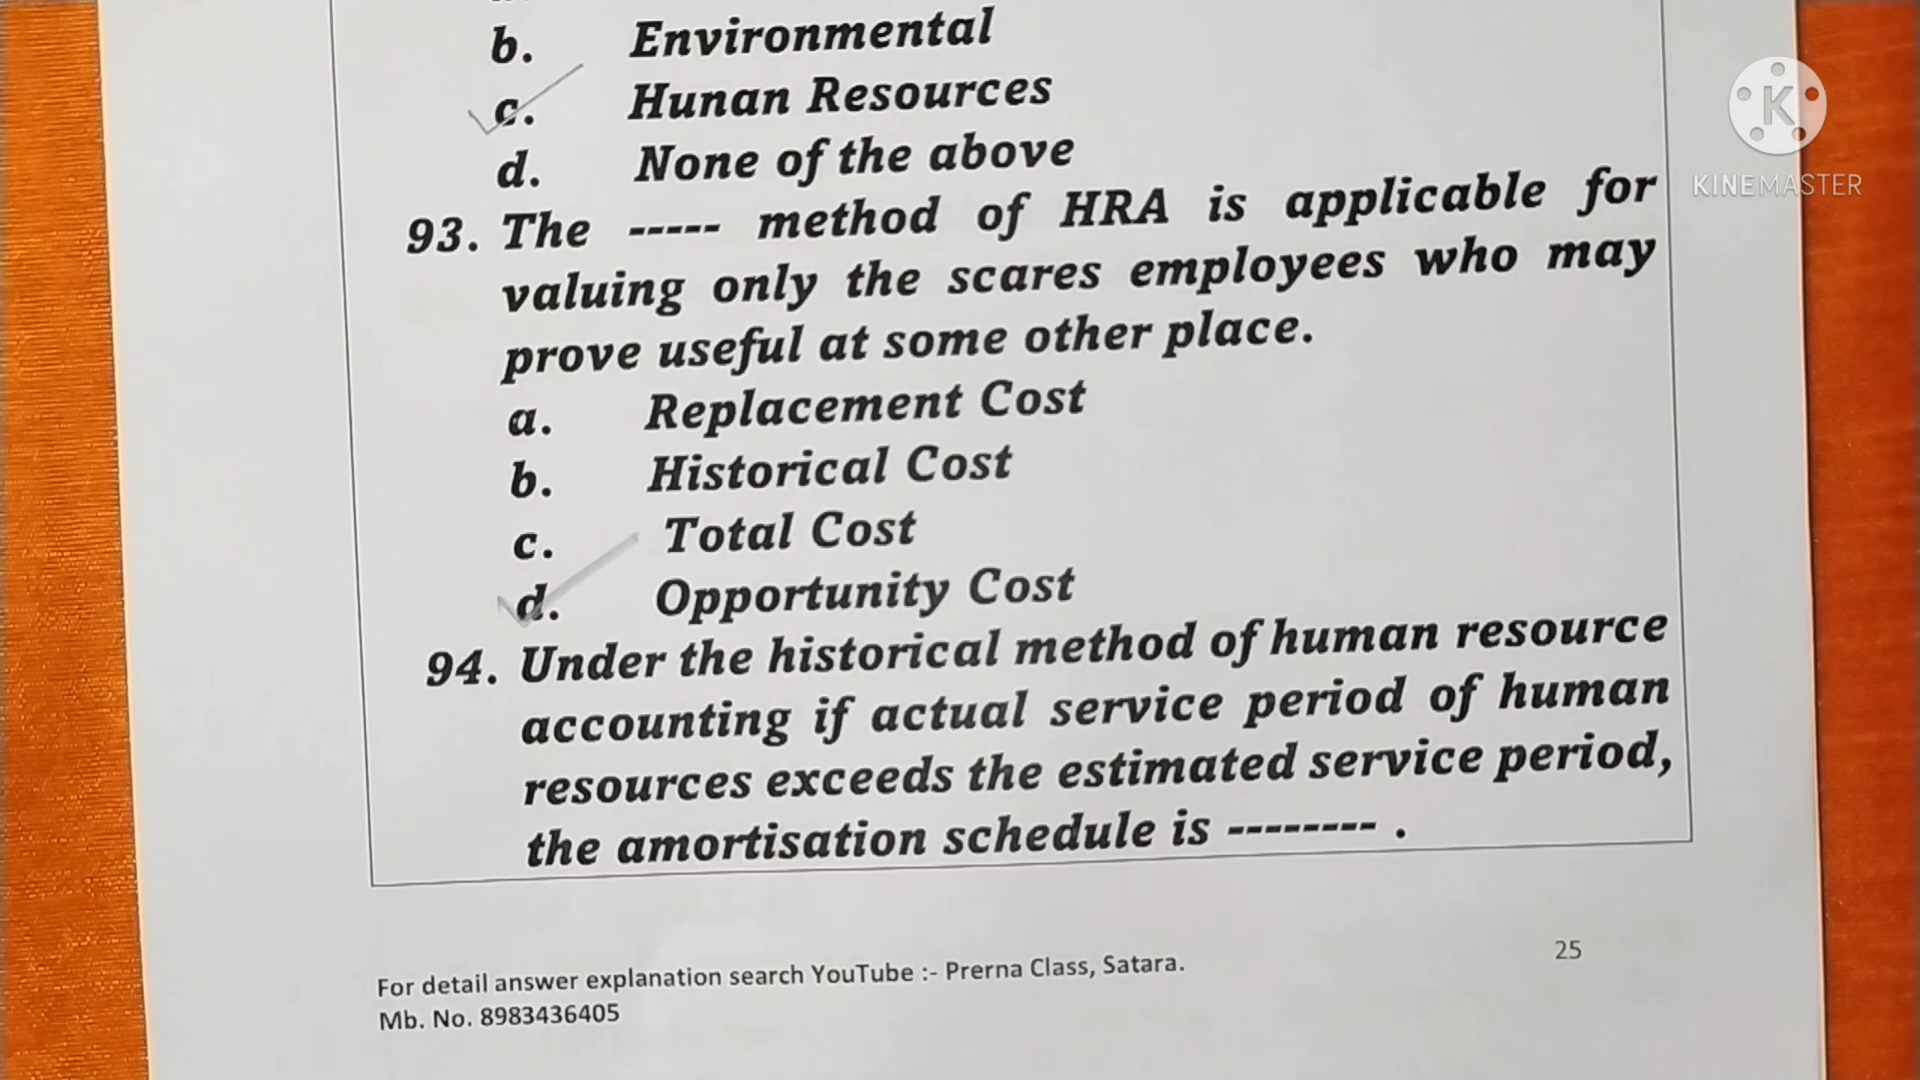 b. Environmental
c. Hunan Resources
d. None of the above
93. The ----- method of HRA is applicable for
valuing only the scares employees who may
prove useful at some other place.
a. Replacement Cost
b. Historical Cost
c. Total Cost
d. Opportunity Cost
94. Under the historical method of human resource
accounting if actual service period of human
resources exceeds the estimated service period,
the amortisation schedule is -------- .
25
For detail answer explanation search YouTube :- Prerna Class, Satara.
Mb. No. 8983436405
K
KINEMASTER